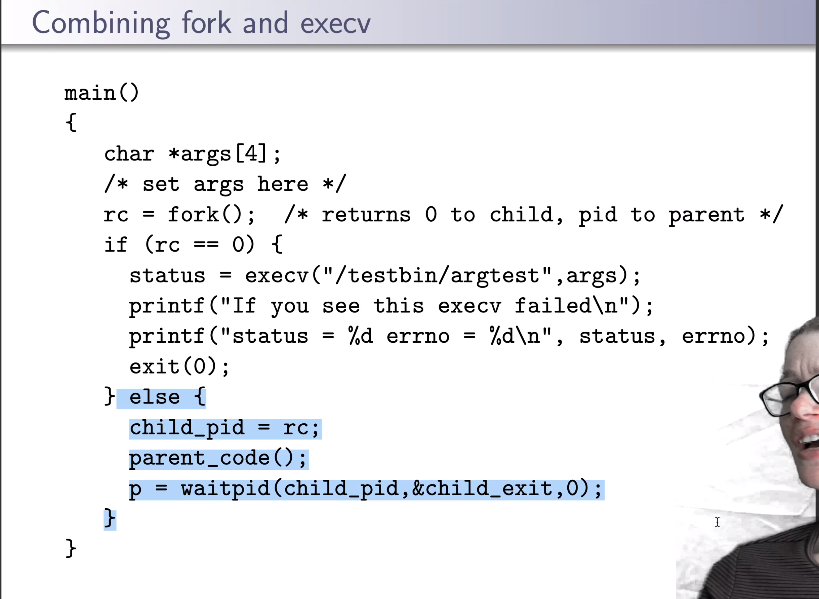 Combining fork and execv
main()
{
char *args[4];
/* set args here */
rc = fork(); /* returns 0 to child, pid to parent */
if (rc == 0) {
status = execv("/testbin/argtest",args);
printf("If you see this execv failed\n");
printf("status = %d errno = %d\n", status, errno);
exit(0);
} else {
child_pid = rc;
parent_code();
p = waitpid(child_pid,&child_exit,0);
}
}